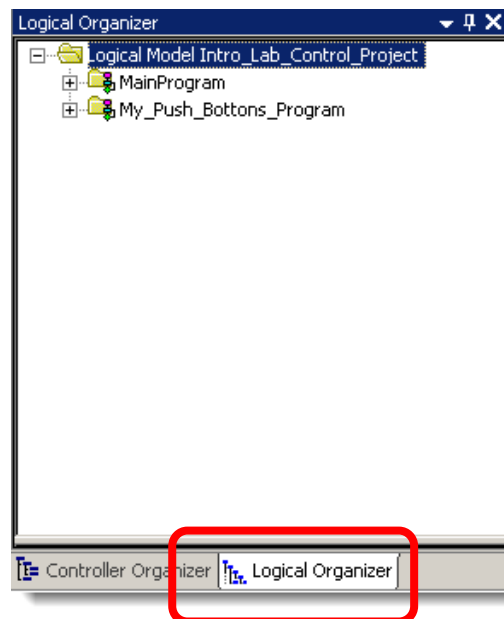 Logical Organizer
Logical Model Intro_Lab_Control_Project
MainProgram
My_Push_Bottons_Program
Controller Organizer Logical Organizer